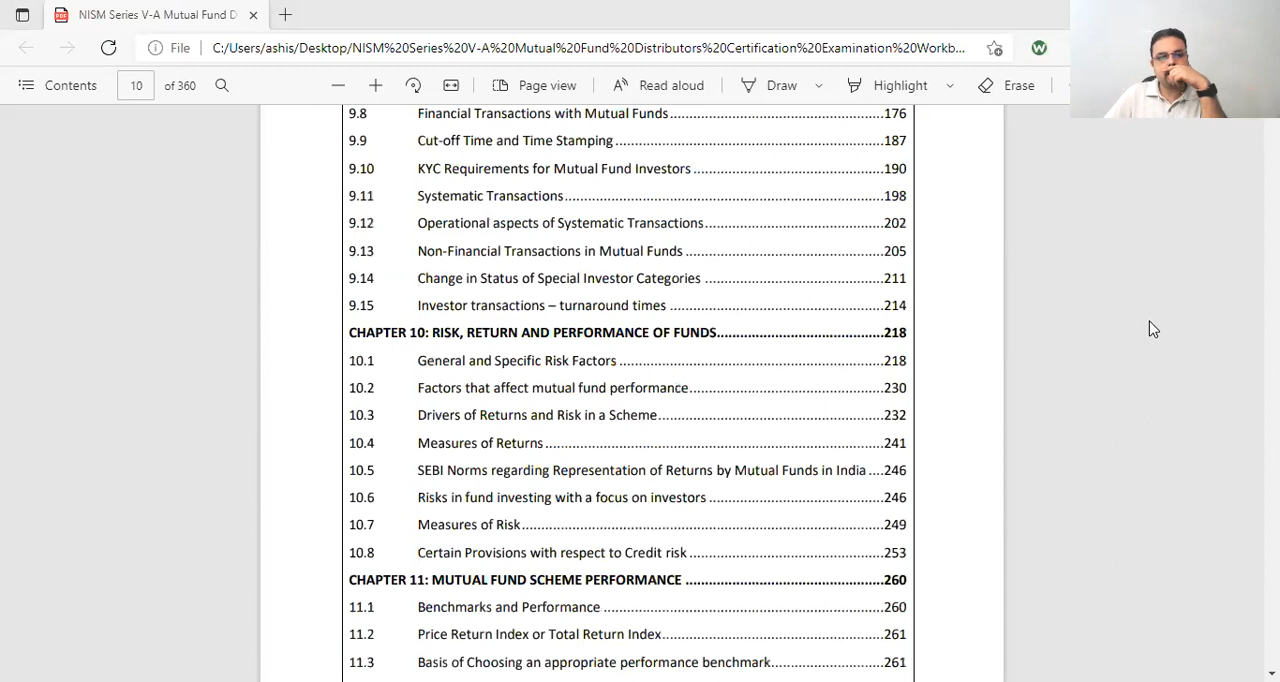 NISM Series V-A Mutual Fund D
File C:/Users/ashis/Desktop/NISM%20Series%20V-A%20Mutual%20Fund%20Distributors%20Certification%20Examination%20Workb...
Contents 10 of 360 Page view Read aloud Draw Highlight Erase
9.8 Financial Transactions with Mutual Funds 176
9.9 Cut-off Time and Time Stamping 187
9.10 KYC Requirements for Mutual Fund Investors 190
9.11 Systematic Transactions 198
9.12 Operational aspects of Systematic Transactions 202
9.13 Non-Financial Transactions in Mutual Funds 205
9.14 Change in Status of Special Investor Categories 211
9.15 Investor transactions – turnaround times 214
CHAPTER 10: RISK, RETURN AND PERFORMANCE OF FUNDS 218
10.1 General and Specific Risk Factors 218
10.2 Factors that affect mutual fund performance 230
10.3 Drivers of Returns and Risk in a Scheme 232
10.4 Measures of Returns 241
10.5 SEBI Norms regarding Representation of Returns by Mutual Funds in India 246
10.6 Risks in fund investing with a focus on investors 246
10.7 Measures of Risk 249
10.8 Certain Provisions with respect to Credit risk 253
CHAPTER 11: MUTUAL FUND SCHEME PERFORMANCE 260
11.1 Benchmarks and Performance 260
11.2 Price Return Index or Total Return Index 261
11.3 Basis of Choosing an appropriate performance benchmark 261